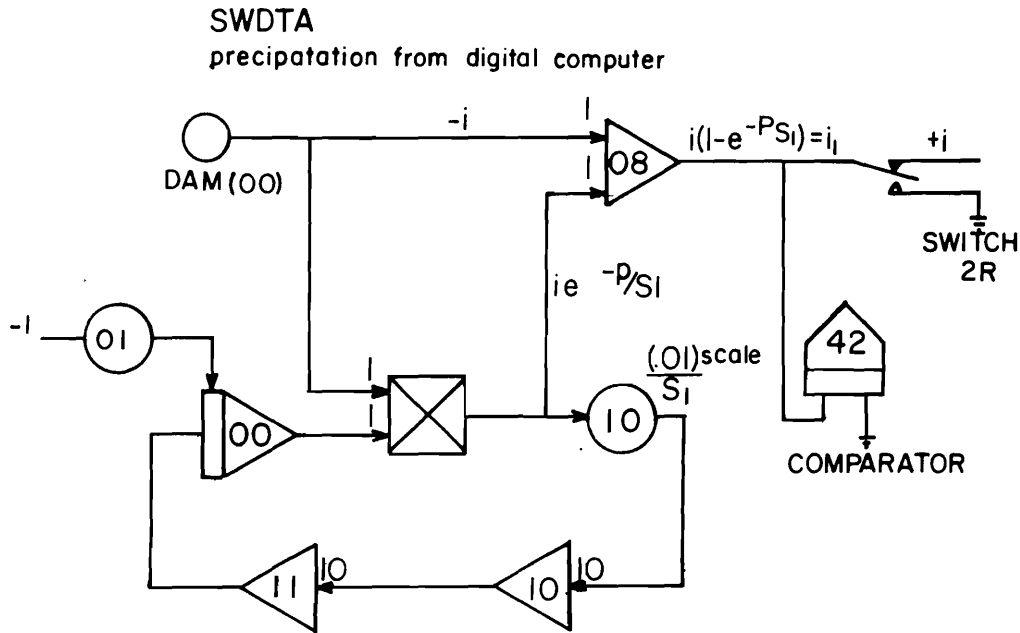 SWDTA
precipatation from digital computer
-i
1
DAM (00)
1
08
i(1-e^-PS1)=i1
+i
SWITCH
2R
ie -P/S1
-1
01
1
1
00
(.01) scale
S1
10
42
COMPARATOR
11
10
10
10